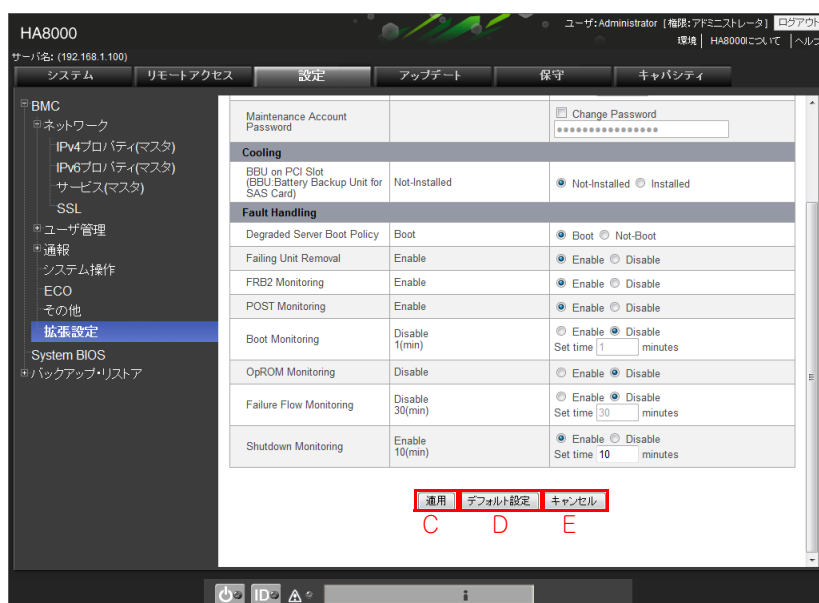 HA8000
ユーザ:Administrator [権限:アドミニストレータ] ログアウト
環境 | HA8000について | ヘルプ
サーバ名: (192.168.1.100)
システム リモートアクセス 設定 アップデート 保守 キャパシティ
BMC
ネットワーク
IPv4プロパティ(マスタ)
IPv6プロパティ(マスタ)
サービス(マスタ)
SSL
ユーザ管理
通報
システム操作
ECO
その他
拡張設定
System BIOS
バックアップ・リストア
Maintenance Account Password
Change Password
••••••••••••••••
Cooling
BBU on PCI Slot
(BBU:Battery Backup Unit for SAS Card)
Not-Installed
Not-Installed Installed
Fault Handling
Degraded Server Boot Policy Boot Boot Not-Boot
Failing Unit Removal Enable Enable Disable
FRB2 Monitoring Enable Enable Disable
POST Monitoring Enable Enable Disable
Boot Monitoring
Disable
1(min)
Enable Disable
Set time 1 minutes
OpROM Monitoring Disable Enable Disable
Failure Flow Monitoring
Disable
30(min)
Enable Disable
Set time 30 minutes
Shutdown Monitoring
Enable
10(min)
Enable Disable
Set time 10 minutes
適用 デフォルト設定 キャンセル
C D E
ID